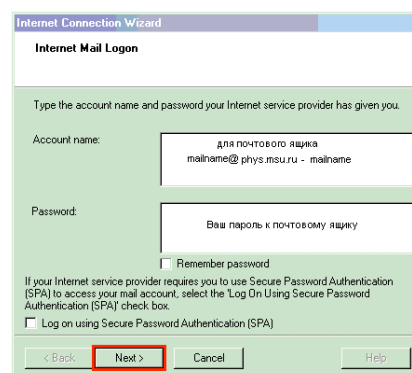 Internet Connection Wizard
Internet Mail Logon
Type the account name and password your Internet service provider has given you.
Account name:
для почтового ящика
mailname@ phys.msu.ru - mailname
Password:
Ваш пароль к почтовому ящику
Remember password
If your Internet service provider requires you to use Secure Password Authentication
(SPA) to access your mail account, select the 'Log On Using Secure Password
Authentication (SPA)' check box.
Log on using Secure Password Authentication (SPA)
< Back
Next >
Cancel
Help